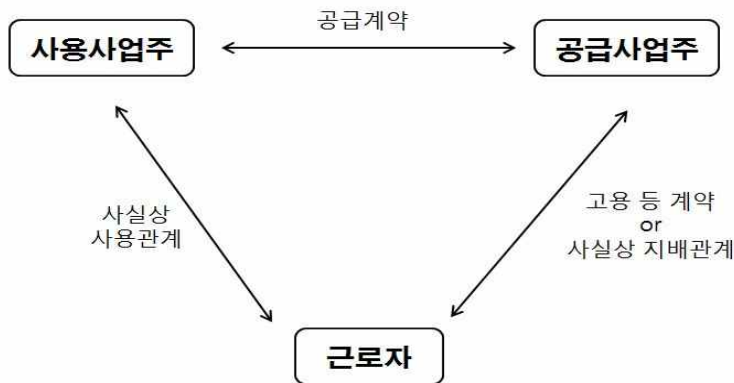 공급계약
사용사업주
공급사업주
사실상
사용관계
고용 등 계약
or
사실상 지배관계
근로자